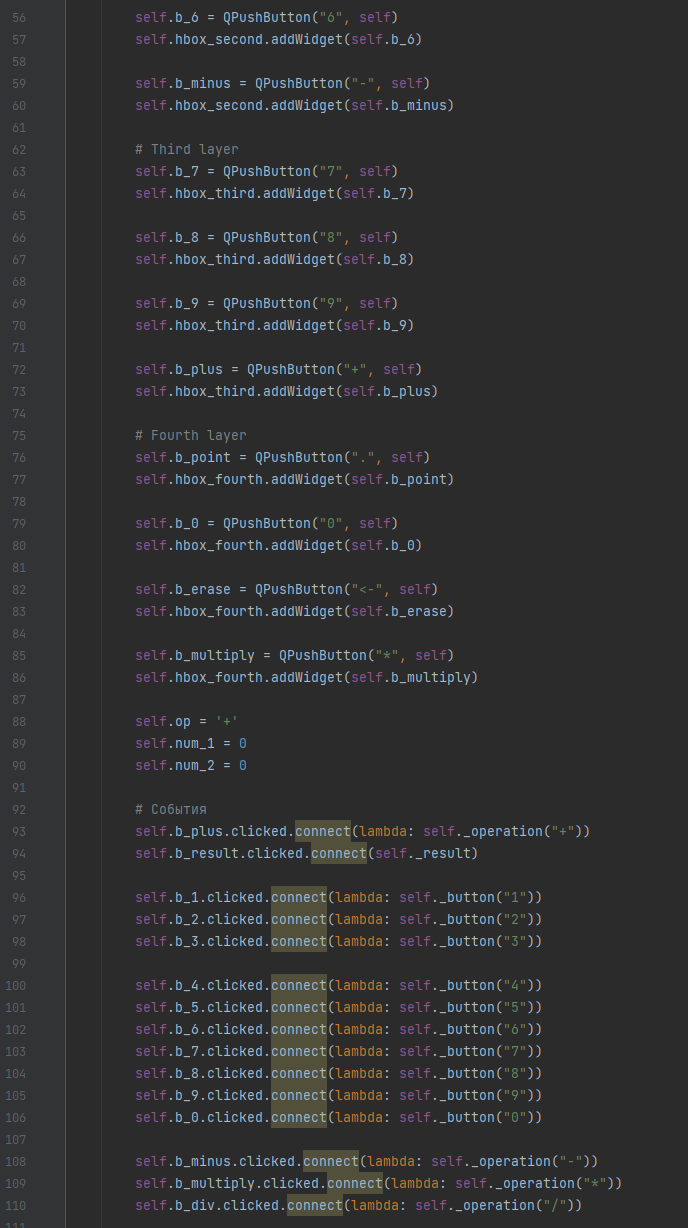 56 self.b_6 = QPushButton("6", self)
57 self.hbox_second.addWidget(self.b_6)
58
59 self.b_minus = QPushButton("-", self)
60 self.hbox_second.addWidget(self.b_minus)
61
62 # Third layer
63 self.b_7 = QPushButton("7", self)
64 self.hbox_third.addWidget(self.b_7)
65
66 self.b_8 = QPushButton("8", self)
67 self.hbox_third.addWidget(self.b_8)
68
69 self.b_9 = QPushButton("9", self)
70 self.hbox_third.addWidget(self.b_9)
71
72 self.b_plus = QPushButton("+", self)
73 self.hbox_third.addWidget(self.b_plus)
74
75 # Fourth layer
76 self.b_point = QPushButton(".", self)
77 self.hbox_fourth.addWidget(self.b_point)
78
79 self.b_0 = QPushButton("0", self)
80 self.hbox_fourth.addWidget(self.b_0)
81
82 self.b_erase = QPushButton("<-", self)
83 self.hbox_fourth.addWidget(self.b_erase)
84
85 self.b_multiply = QPushButton("*", self)
86 self.hbox_fourth.addWidget(self.b_multiply)
87
88 self.op = '+'
89 self.num_1 = 0
90 self.num_2 = 0
91
92 # События
93 self.b_plus.clicked.connect(lambda: self._operation("+"))
94 self.b_result.clicked.connect(self._result)
95
96 self.b_1.clicked.connect(lambda: self._button("1"))
97 self.b_2.clicked.connect(lambda: self._button("2"))
98 self.b_3.clicked.connect(lambda: self._button("3"))
99
100 self.b_4.clicked.connect(lambda: self._button("4"))
101 self.b_5.clicked.connect(lambda: self._button("5"))
102 self.b_6.clicked.connect(lambda: self._button("6"))
103 self.b_7.clicked.connect(lambda: self._button("7"))
104 self.b_8.clicked.connect(lambda: self._button("8"))
105 self.b_9.clicked.connect(lambda: self._button("9"))
106 self.b_0.clicked.connect(lambda: self._button("0"))
107
108 self.b_minus.clicked.connect(lambda: self._operation("-"))
109 self.b_multiply.clicked.connect(lambda: self._operation("*"))
110 self.b_div.clicked.connect(lambda: self._operation("/"))
111